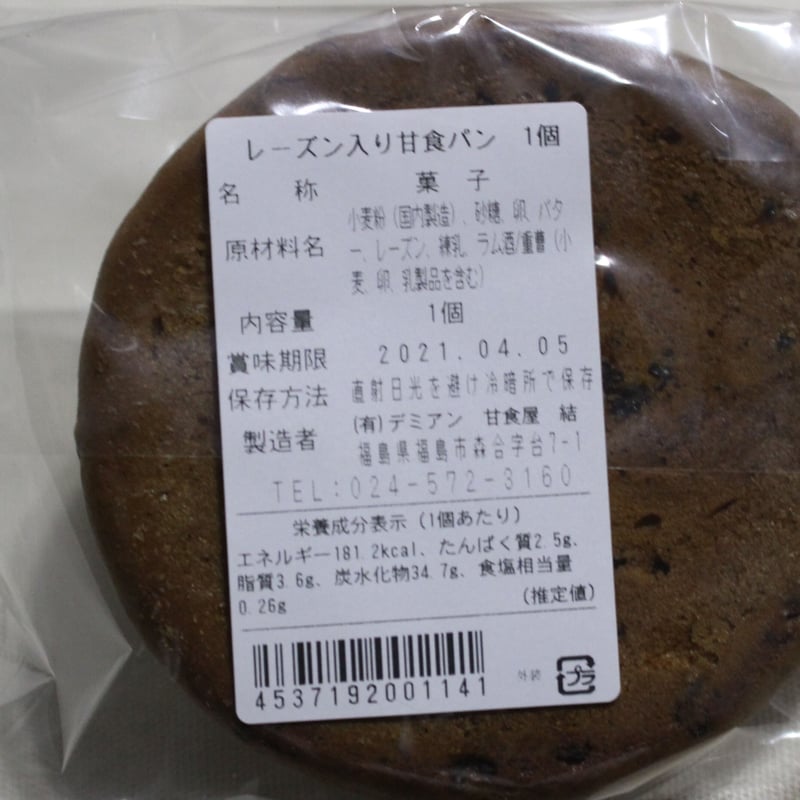 レーズン入り甘食パン 1個
名 称 菓 子
原材料名 小麦粉（国内製造）、砂糖、卵、バタ
ー、レーズン、練乳、ラム酒/重曹（小
麦、卵、乳製品を含む）
内容量 1個
賞味期限 2021.04.05
保存方法 直射日光を避け冷暗所で保存
製造者 (有)デミアン 甘食屋 結
福島県福島市森合字台7-1
TEL:024-572-3160
栄養成分表示（1個あたり）
エネルギー181.2kcal、たんぱく質2.5g、
脂質3.6g、炭水化物34.7g、食塩相当量
0.26g （推定値）
4537192001141
外装 プラ